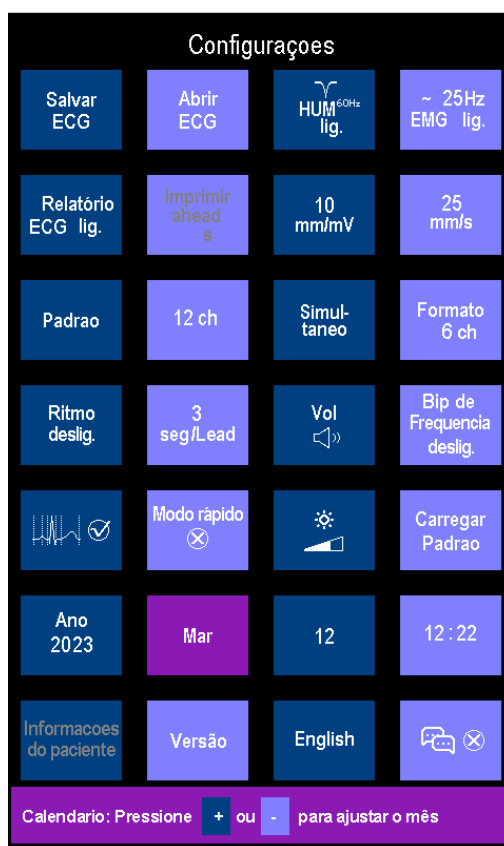 Configuraçoes
Salvar
ECG
Abrir
ECG
HUM 60Hz
lig.
~ 25Hz
EMG lig.
Relatório
ECG lig.
Imprimir
ahead
s
10
mm/mV
25
mm/s
Padrao
12 ch
Simul-
taneo
Formato
6 ch
Ritmo
deslig.
3
seg/Lead
Vol
Bip de
Frequencia
deslig.
Modo rápido
Carregar
Padrao
Ano
2023
Mar
12
12:22
Informacoes
do paciente
Versão
English
Calendario: Pressione + ou - para ajustar o mês